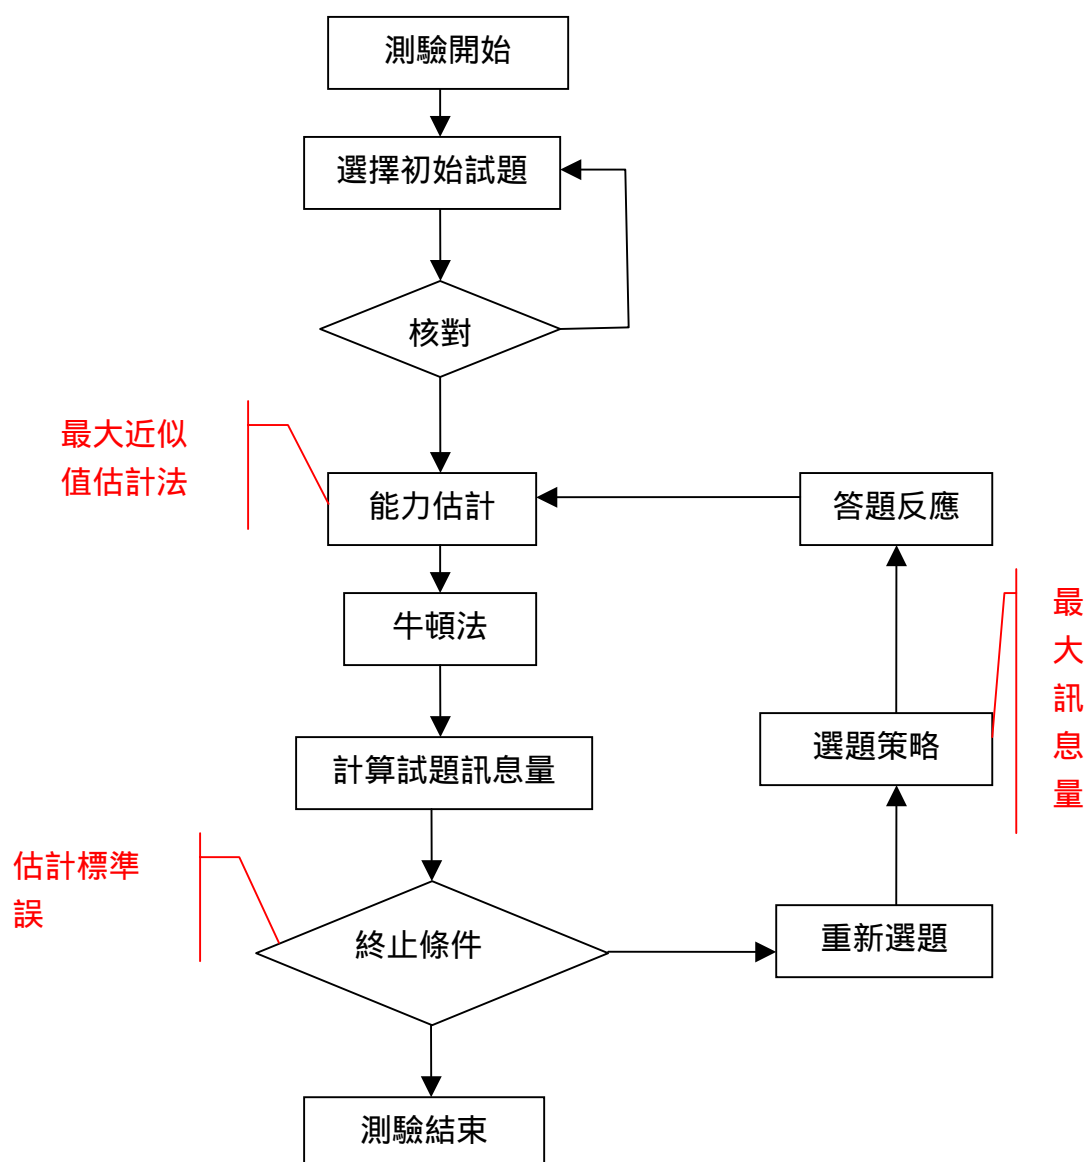 測驗開始
選擇初始試題
核對
最大近似
值估計法
能力估計
答題反應
牛頓法
最
大
訊
息
量
選題策略
計算試題訊息量
估計標準
誤
終止條件
重新選題
測驗結束